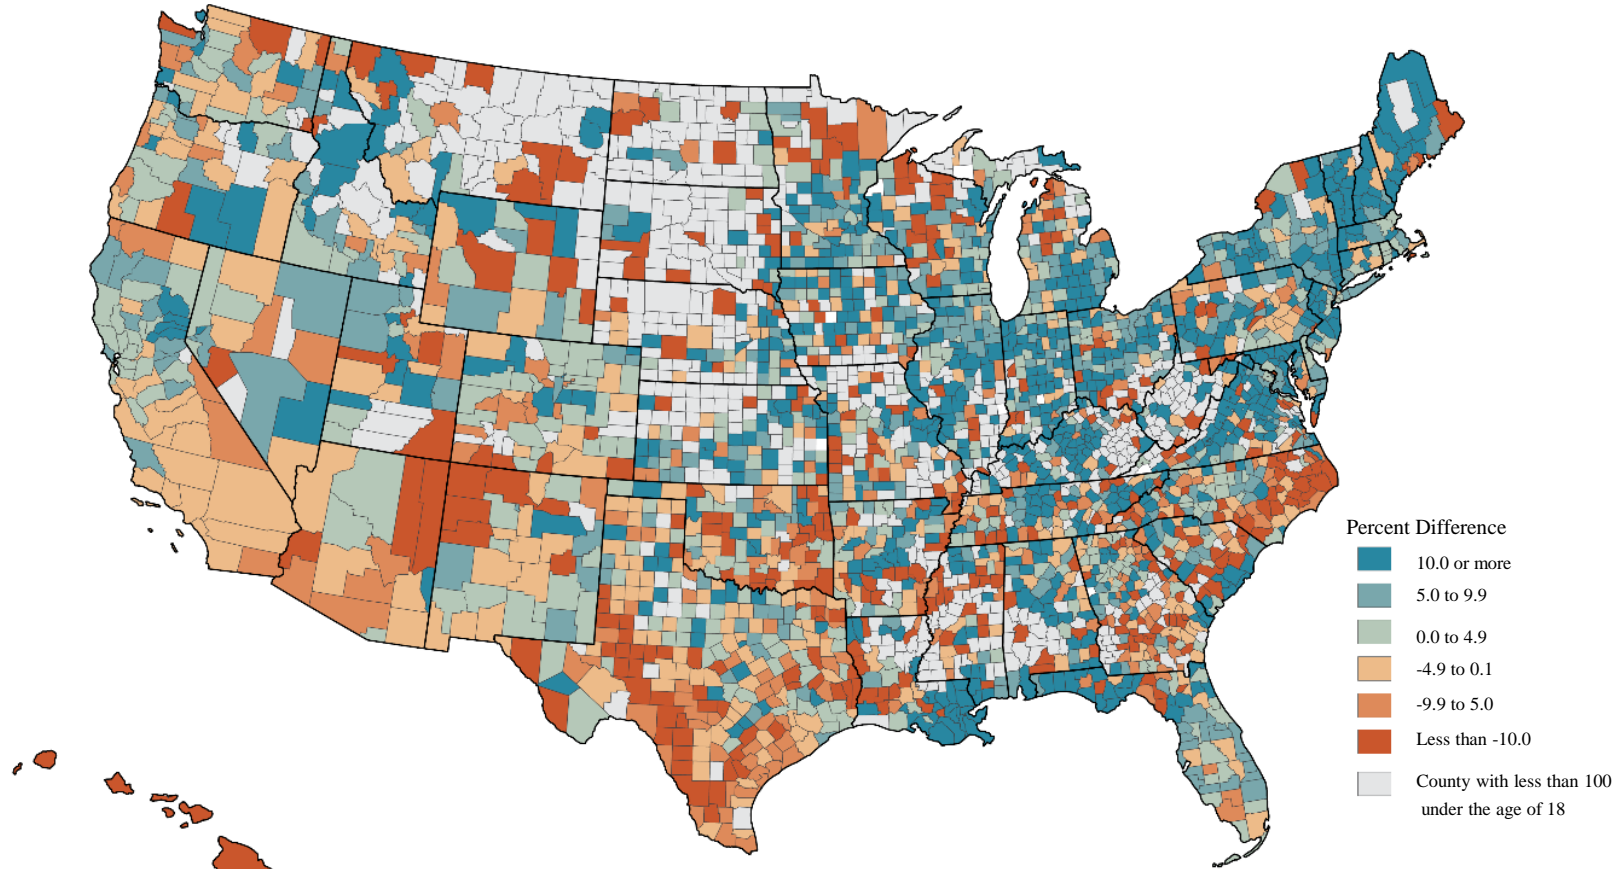 Percent Difference
10.0 or more
5.0 to 9.9
0.0 to 4.9
-4.9 to 0.1
-9.9 to 5.0
Less than -10.0
County with less than 100
under the age of 18